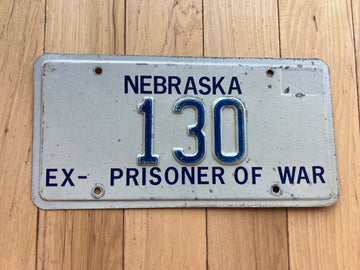 NEBRASKA
130
EX- PRISONER OF WAR